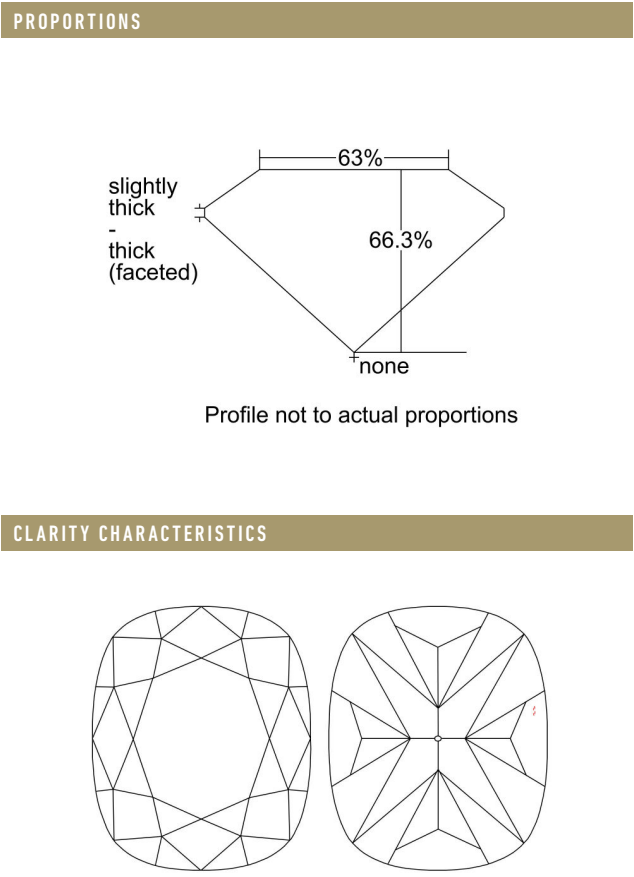 PROPORTIONS
63%
slightly
thick
-
thick
(faceted)
66.3%
none
Profile not to actual proportions
CLARITY CHARACTERISTICS